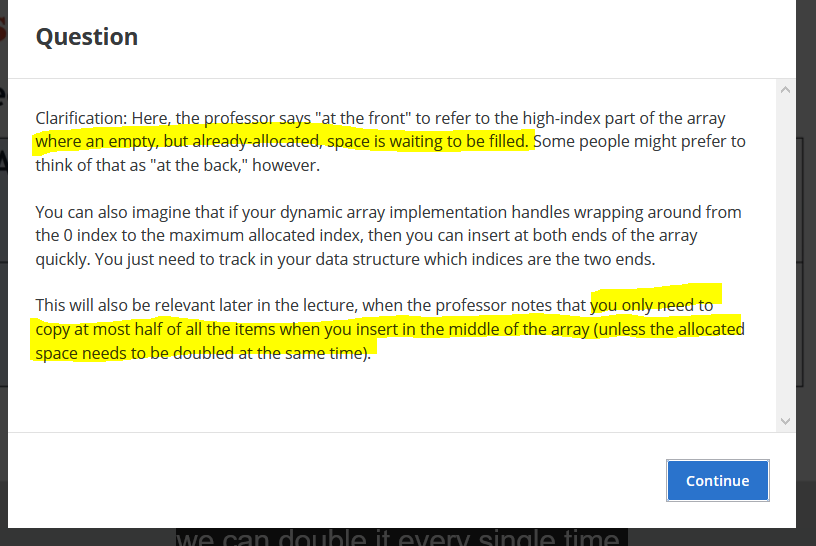 Question
Clarification: Here, the professor says "at the front" to refer to the high-index part of the array
where an empty, but already-allocated, space is waiting to be filled. Some people might prefer to
think of that as "at the back," however.
You can also imagine that if your dynamic array implementation handles wrapping around from
the 0 index to the maximum allocated index, then you can insert at both ends of the array
quickly. You just need to track in your data structure which indices are the two ends.
This will also be relevant later in the lecture, when the professor notes that you only need to
copy at most half of all the items when you insert in the middle of the array (unless the allocated
space needs to be doubled at the same time).
Continue
we can double it every single time